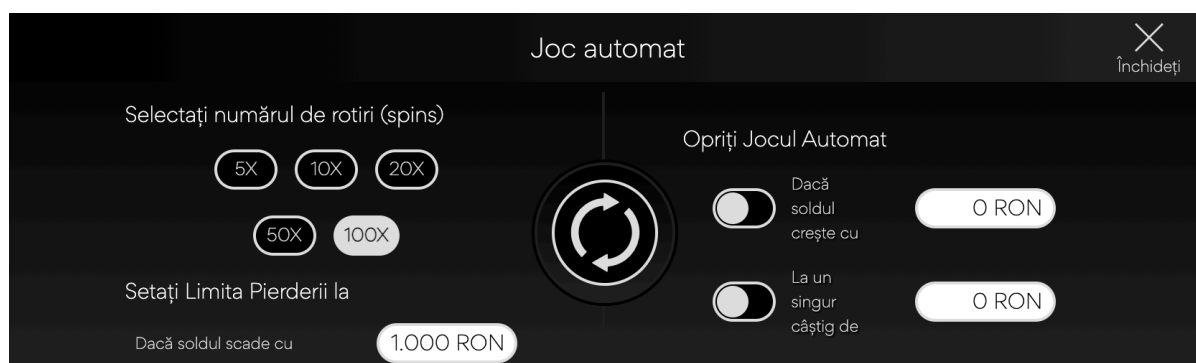 Joc automat
Închideți
Selectați numărul de rotiri (spins)
5X 10X 20X
50X 100X
Setați Limita Pierderii la
Dacă soldul scade cu 1.000 RON
Opriți Jocul Automat
Dacă
soldul
crește cu
0 RON
La un
singur
câștig de
0 RON